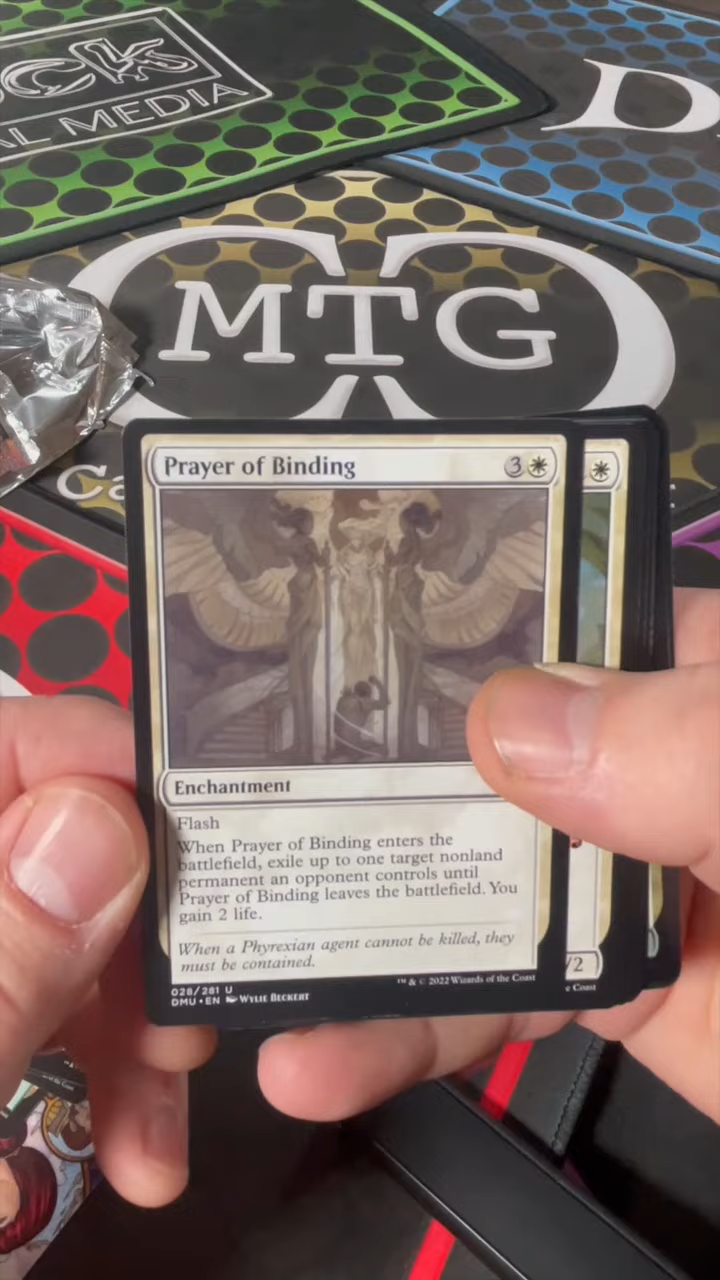 AL MEDIA
D
MTG
Ca
Prayer of Binding 3
Enchantment
Flash
When Prayer of Binding enters the
battlefield, exile up to one target nonland
permanent an opponent controls until
Prayer of Binding leaves the battlefield. You
gain 2 life.
When a Phyrexian agent cannot be killed, they
must be contained.
/2
028/281 U
DMU • EN WYLIE BECKERT
™ & © 2022 Wizards of the Coast
e Coast